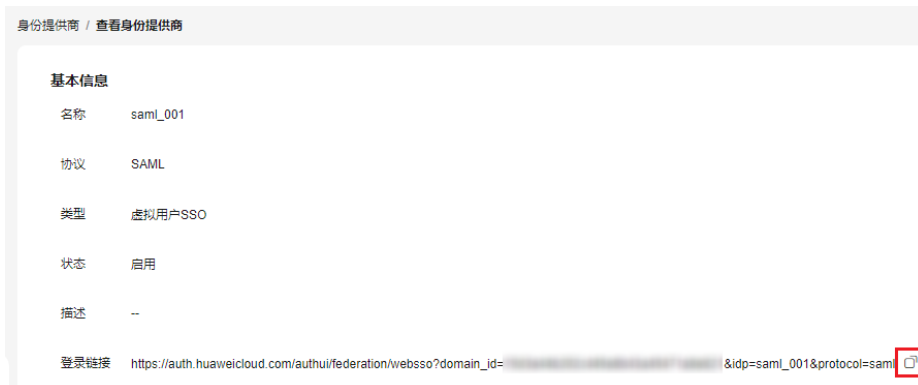 身份提供商 / 查看身份提供商
基本信息
名称 saml_001
协议 SAML
类型 虚拟用户SSO
状态 启用
描述 --
登录链接 https://auth.huaweicloud.com/authui/federation/websso?domain_id= &idp=saml_001&protocol=saml